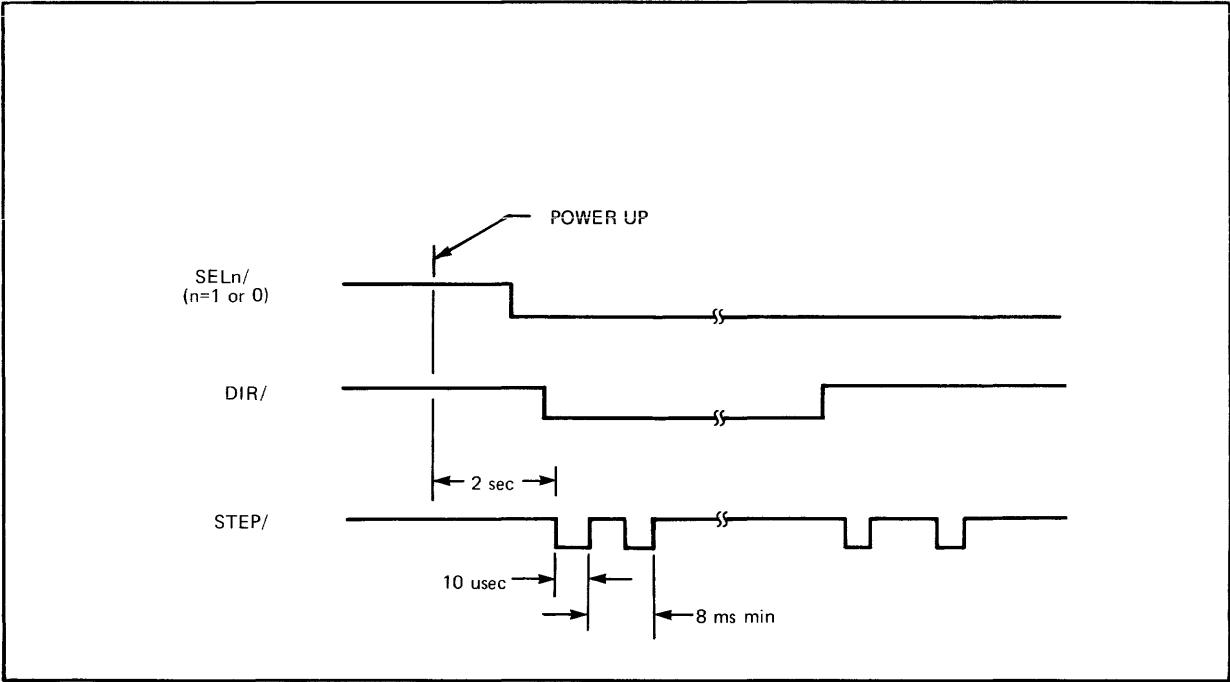 POWER UP
SELn/
(n=1 or 0)
DIR/
2 sec
STEP/
10 usec
8 ms min